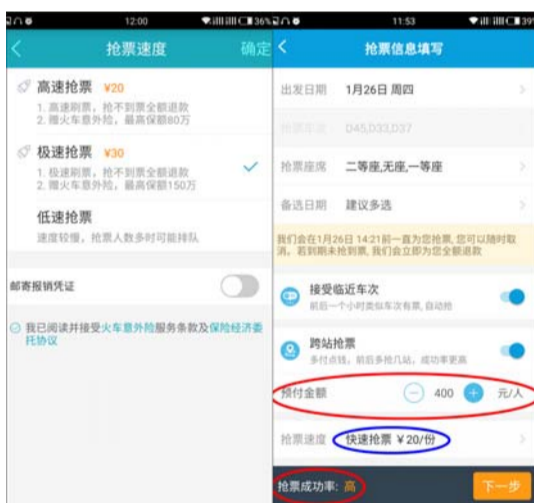 12:00
36%
抢票速度
确定
高速抢票 ¥20
1. 高速刷票，抢不到票全额退款
2. 赠火车意外险，最高保额80万
极速抢票 ¥30
1. 极速刷票，抢不到票全额退款
2. 赠火车意外险，最高保额150万
低速抢票
速度较慢，抢票人数多时可能排队
邮寄报销凭证
我已阅读并接受火车意外险服务条款及保险经济委
托协议
11:53
39
抢票信息填写
出发日期 1月26日 周四
抢票车次 D45,D33,D37
抢票座席 二等座,无座,一等座
备选日期 建议多选
我们会在1月26日 14:21前一直为您抢票, 您可以随时取
消。若到期未抢到票, 我们会立即为您全额退款
接受临近车次
前后一个小时类似车次有票, 自动抢
跨站抢票
多付点钱，前后多抢几站，成功率更高
预付金额 400 元/人
抢票速度 快速抢票 ¥20/份
抢票成功率: 高
下一步